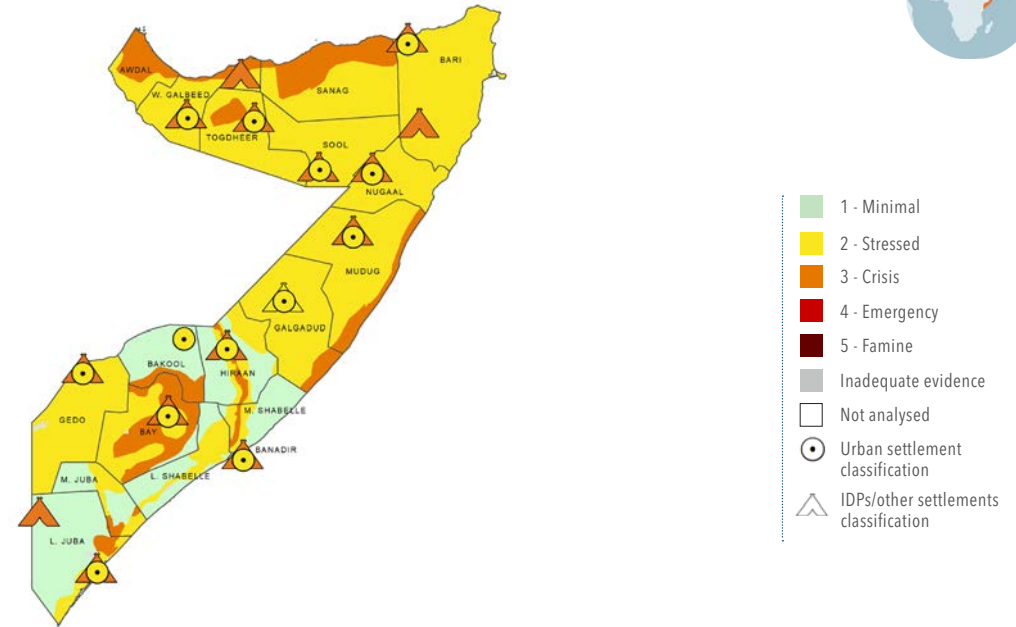 AWDAL
W. GALBEED
TOGDHEER
SANAG
BARI
SOOL
NUGAAL
MUDUG
GALGADUD
BAKOOL
HIRAAN
GEDO
BAY
M. SHABELLE
BANADIR
L. SHABELLE
M. JUBA
L. JUBA
1 - Minimal
2 - Stressed
3 - Crisis
4 - Emergency
5 - Famine
Inadequate evidence
Not analysed
Urban settlement
classification
IDPs/other settlements
classification